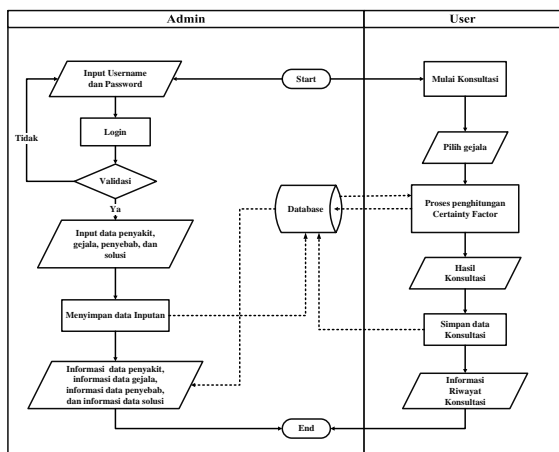 Admin
User
Input Username
dan Password
Start
Mulai Konsultasi
Tidak
Login
Pilih gejala
Validasi
Ya
Database
Proses penghitungan
Certainty Factor
Input data penyakit,
gejala, penyebab, dan
solusi
Hasil
Konsultasi
Menyimpan data Inputan
Simpan data
Konsultasi
Informasi data penyakit,
informasi data gejala,
informasi data penyebab,
dan informasi data solusi
Informasi
Riwayat
Konsultasi
End